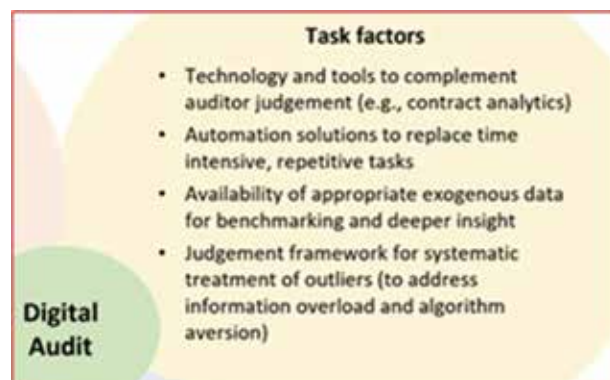 Task factors
• Technology and tools to complement
auditor judgement (e.g., contract analytics)
• Automation solutions to replace time
intensive, repetitive tasks
• Availability of appropriate exogenous data
for benchmarking and deeper insight
• Judgement framework for systematic
treatment of outliers (to address
information overload and algorithm
aversion)
Digital
Audit